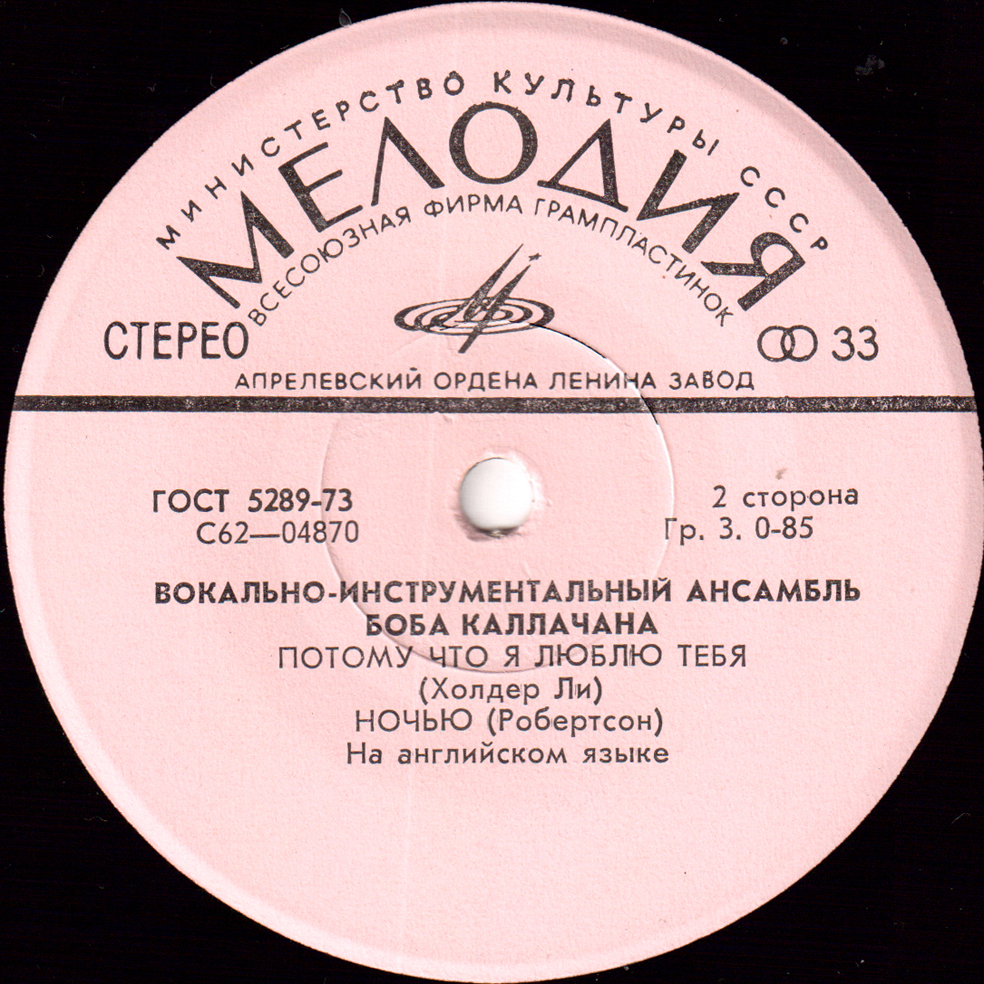 МИНИСТЕРСТВО КУЛЬТУРЫ СССР
МЕЛОДИЯ
ВСЕСОЮЗНАЯ ФИРМА ГРАМПЛАСТИНОК
СТЕРЕО
33
АПРЕЛЕВСКИЙ ОРДЕНА ЛЕНИНА ЗАВОД
ГОСТ 5289-73
2 сторона
С62—04870
Гр. 3. 0-85
ВОКАЛЬНО-ИНСТРУМЕНТАЛЬНЫЙ АНСАМБЛЬ
БОБА КАЛЛАЧАНА
ПОТОМУ ЧТО Я ЛЮБЛЮ ТЕБЯ
(Холдер Ли)
НОЧЬЮ (Робертсон)
На английском языке